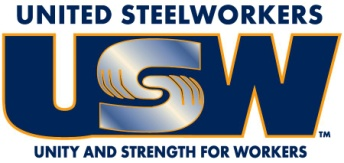 UNITED STEELWORKERS
USW
™
UNITY AND STRENGTH FOR WORKERS